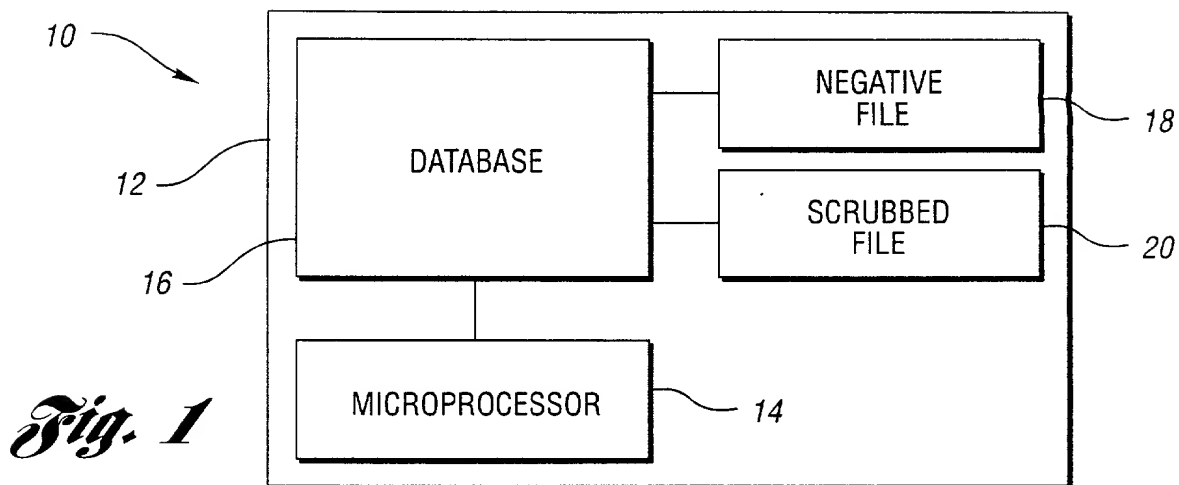 10
NEGATIVE
FILE
18
12
DATABASE
SCRUBBED
FILE
20
16
MICROPROCESSOR
14
Fig. 1